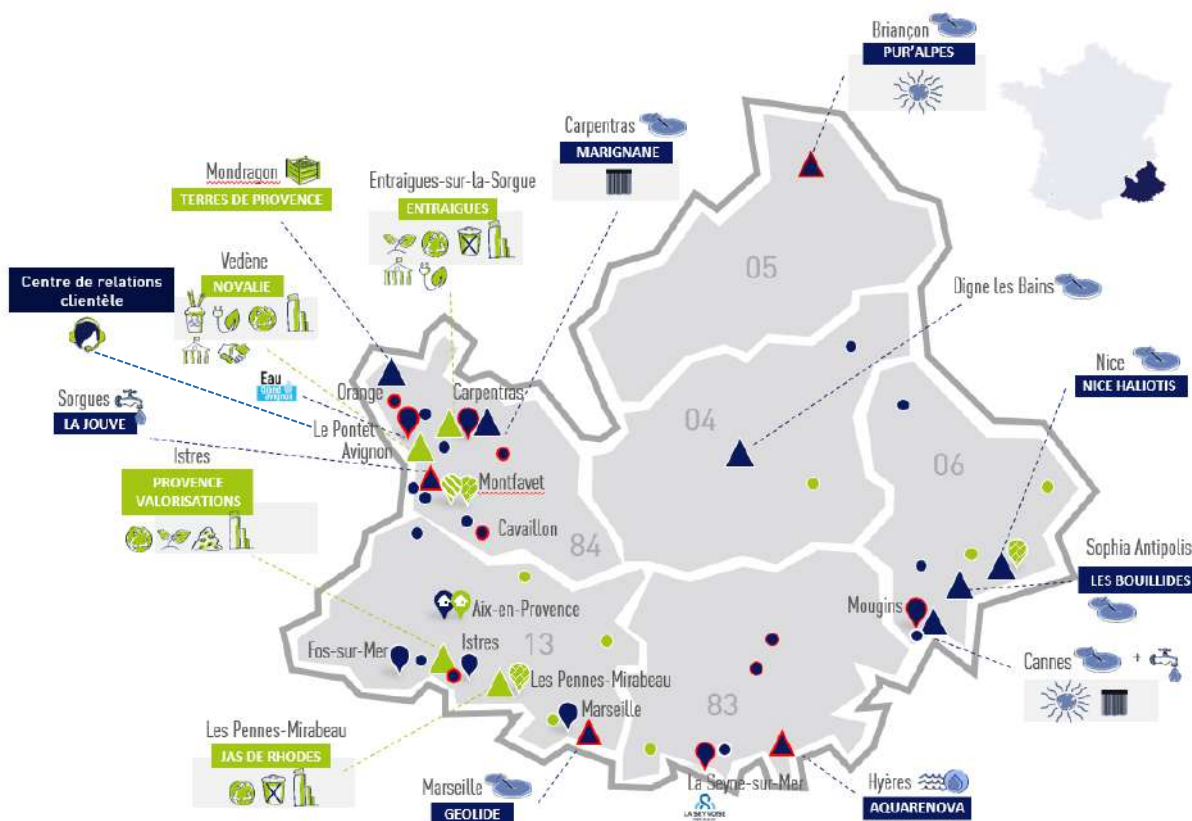 Briançon
PUR'ALPES
Carpentras
MARIGNANE
Mondragon
TERRES DE PROVENCE
Entraigues-sur-la-Sorgue
ENTRAIGUES
Vedène
NOVALIE
Centre de relations
clientèle
05
Digne les Bains
Nice
NICE HALIOTIS
Eau
grand avignon
Orange
Carpentras
Sorgues
LA JOUVE
Le Pontet
Avignon
04
06
Istres
PROVENCE
VALORISATIONS
Montfavet
Cavaillon
84
Sophia Antipolis
LES BOUILLIDES
Mougins
Aix-en-Provence
Istres
13
Fos-sur-Mer
Les Pennes-Mirabeau
Cannes
+
83
Marseille
Les Pennes-Mirabeau
JAS DE RHODES
Marseille
GEOLIDE
La Seyne-sur-Mer
LA SEYNOISE
Hyères
AQUARENOVA